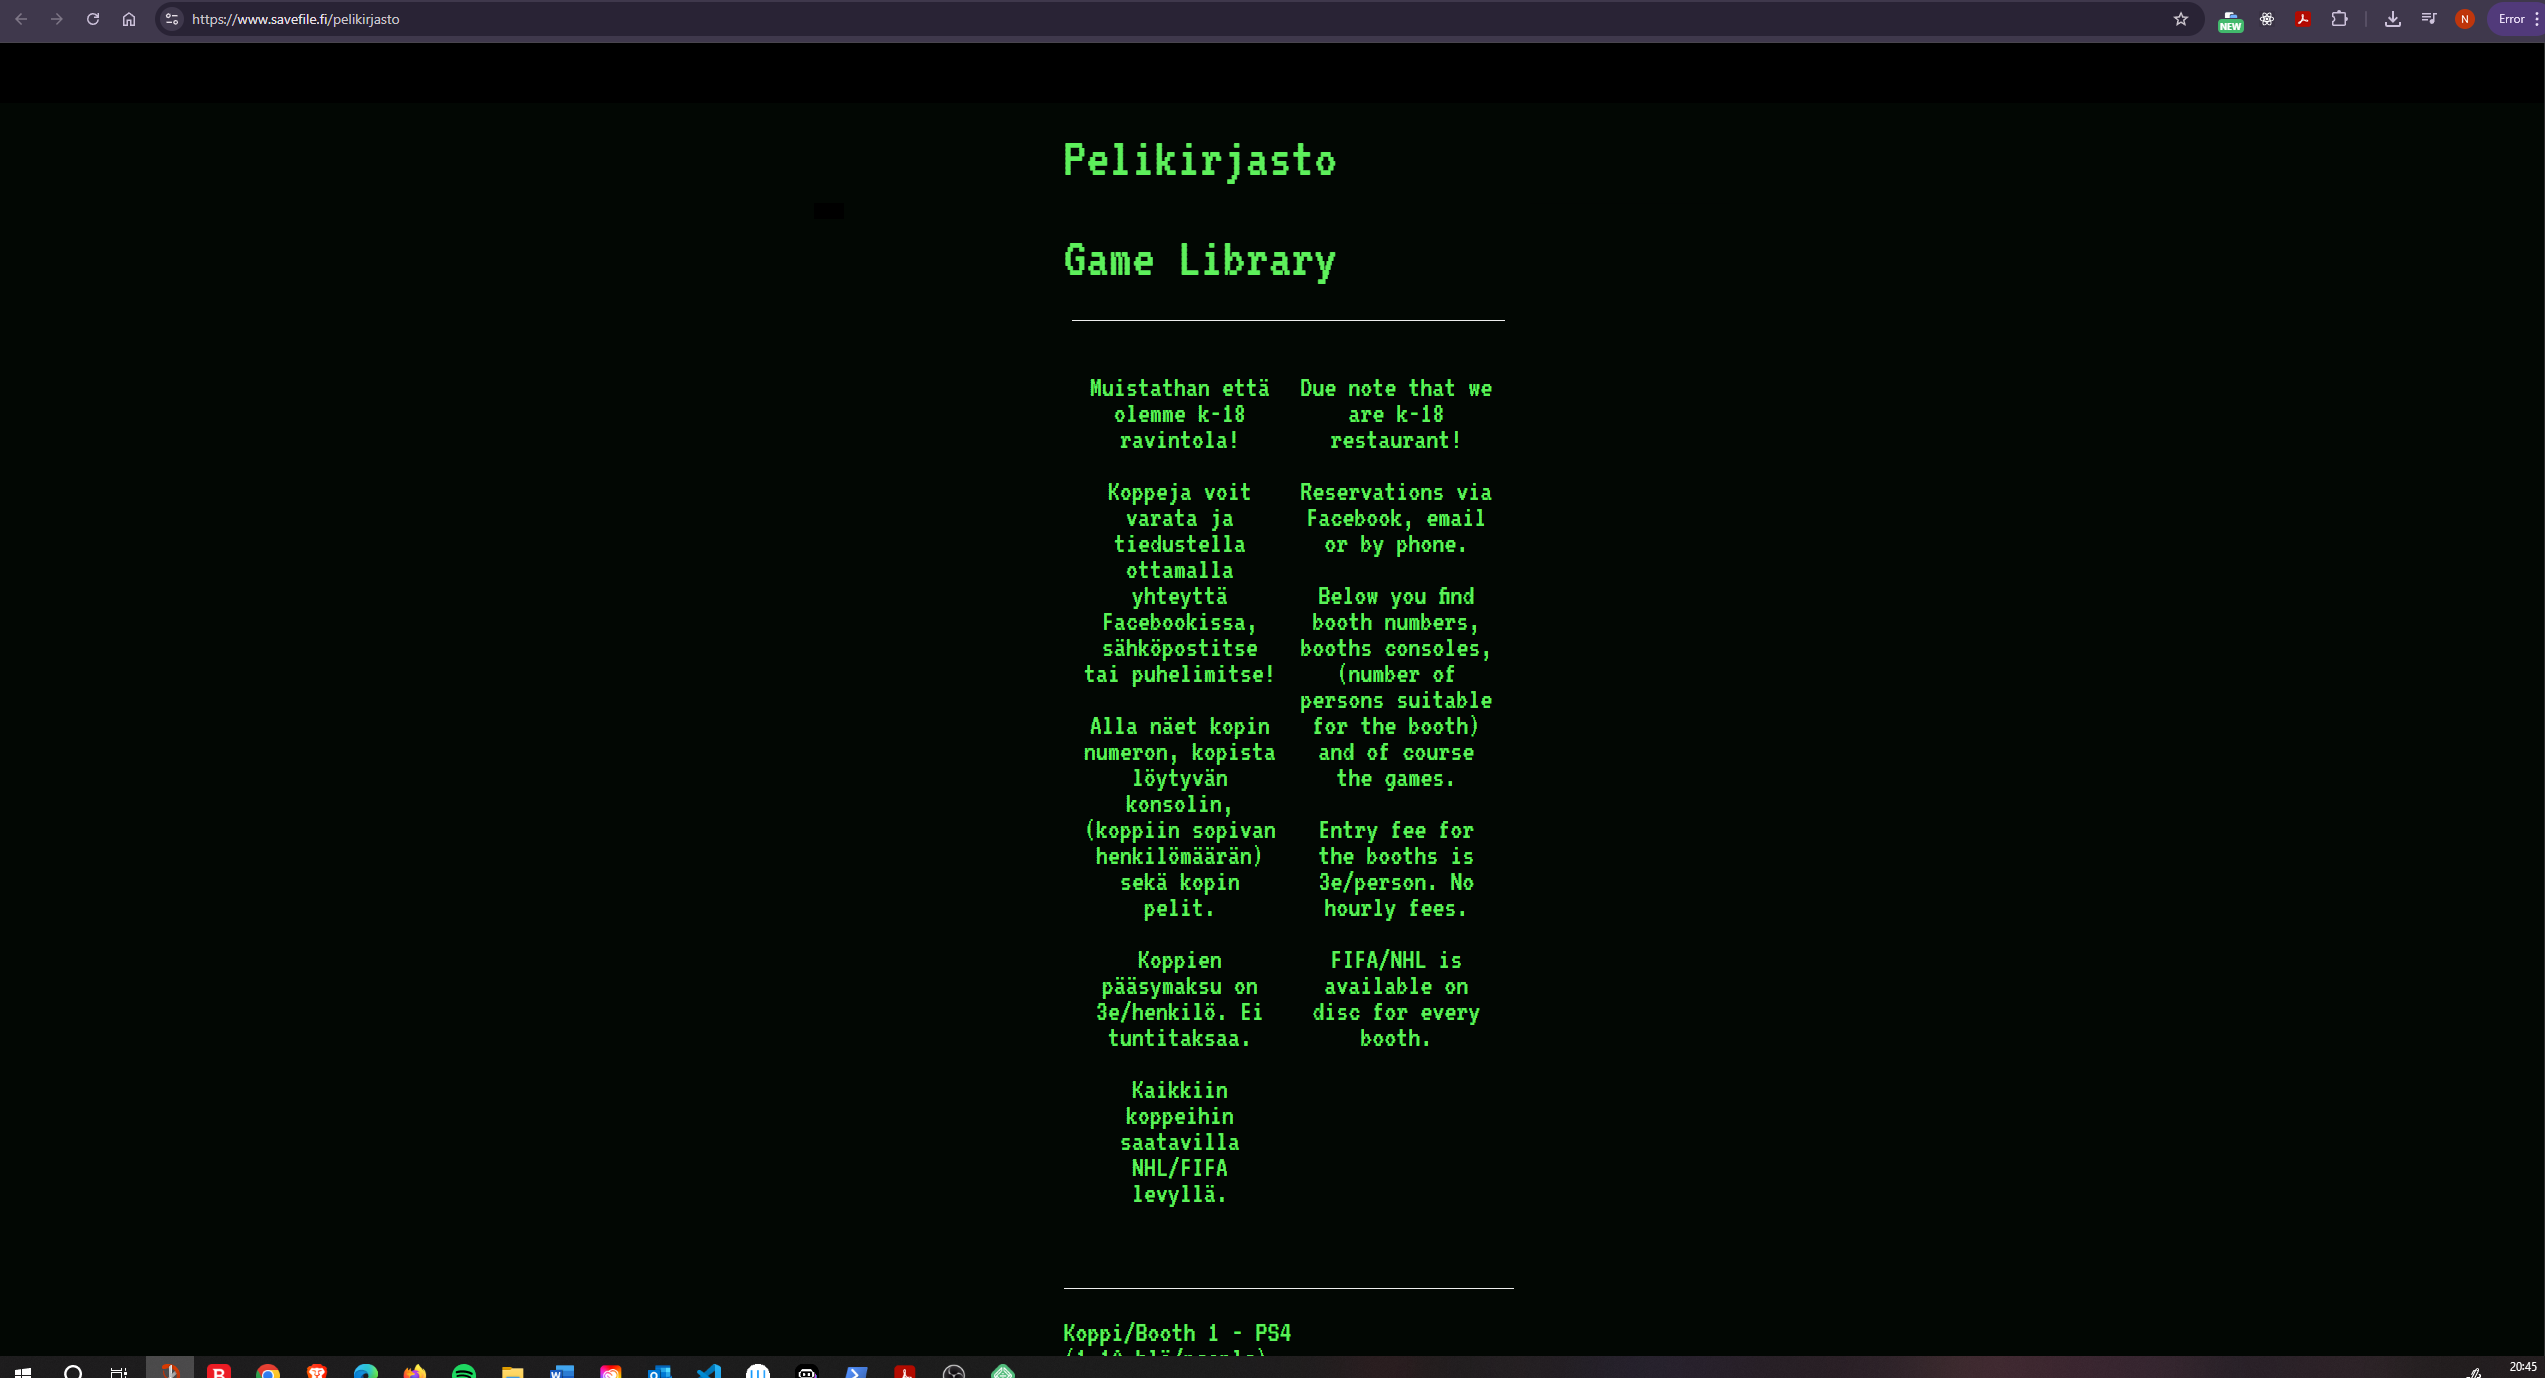 https://www.savefile.fi/pelikirjasto
NEW
N
Error
Pelikirjasto
Game Library
Muistathan että
olemme k-18
ravintola!
Koppeja voit
varata ja
tiedustella
ottamalla
yhteyttä
Facebookissa,
sähköpostitse
tai puhelimitse!
Alla näet kopin
numeron, kopista
löytyvän
konsolin,
(koppiin sopivan
henkilömäärän)
sekä kopin
pelit.
Koppien
pääsymaksu on
3e/henkilö. Ei
tuntitaksaa.
Kaikkiin
koppeihin
saatavilla
NHL/FIFA
levyllä.
Due note that we
are k-18
restaurant!
Reservations via
Facebook, email
or by phone.
Below you find
booth numbers,
booths consoles,
(number of
persons suitable
for the booth)
and of course
the games.
Entry fee for
the booths is
3e/person. No
hourly fees.
FIFA/NHL is
available on
disc for every
booth.
Koppi/Booth 1 - PS4
20:45